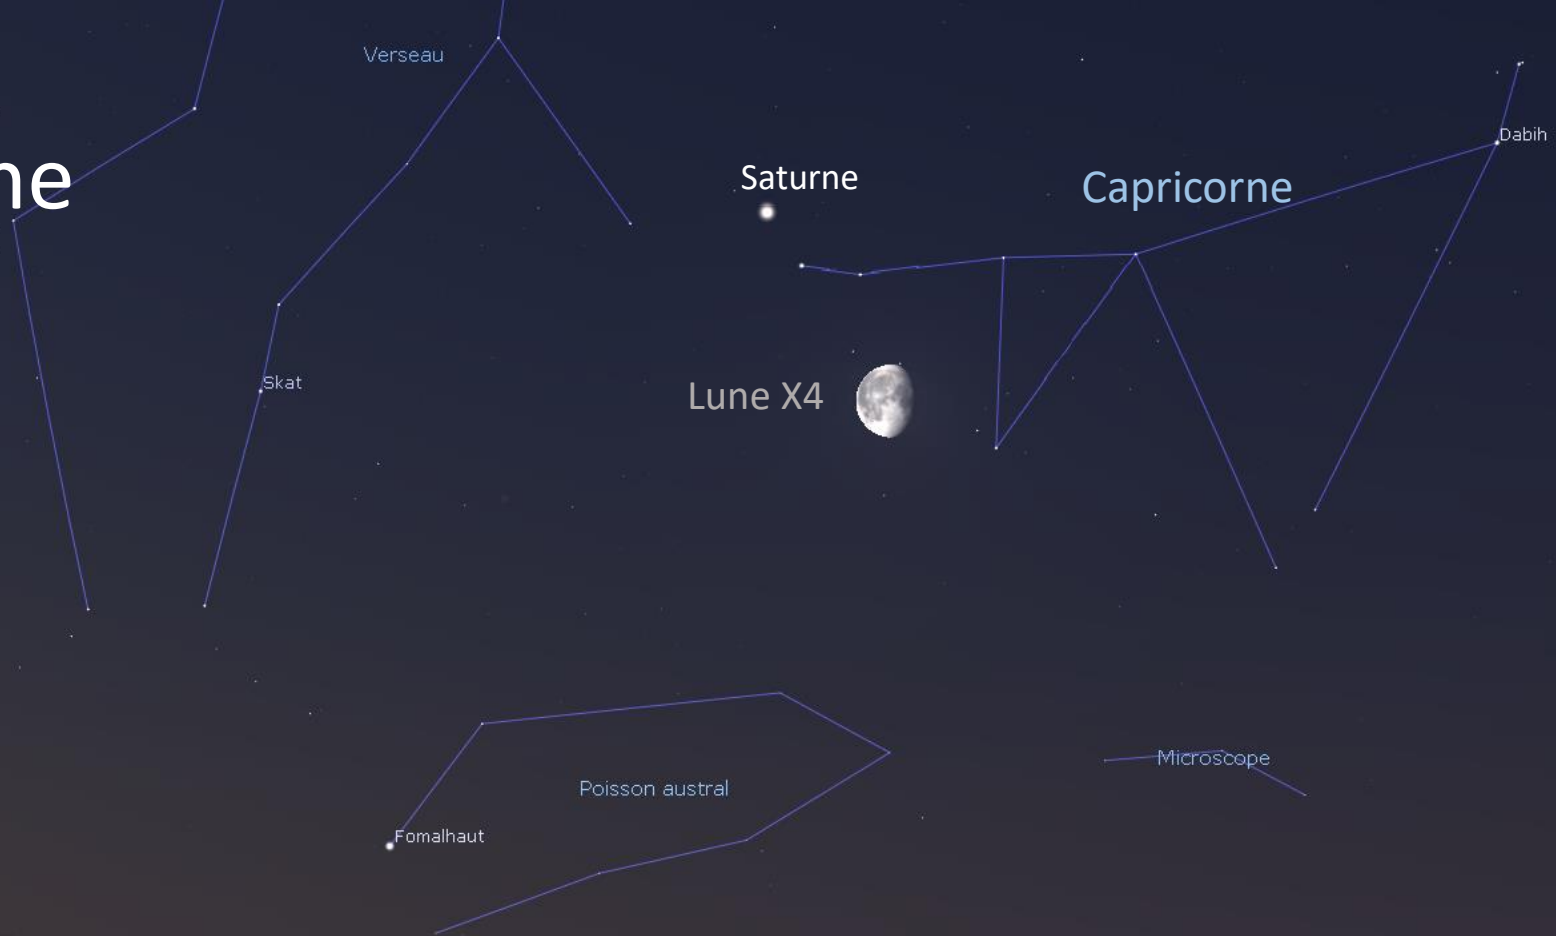 Verseau
Dabih
ne
Saturne
Capricorne
Skat
Lune X4
Microscope
Poisson austral
Fomalhaut